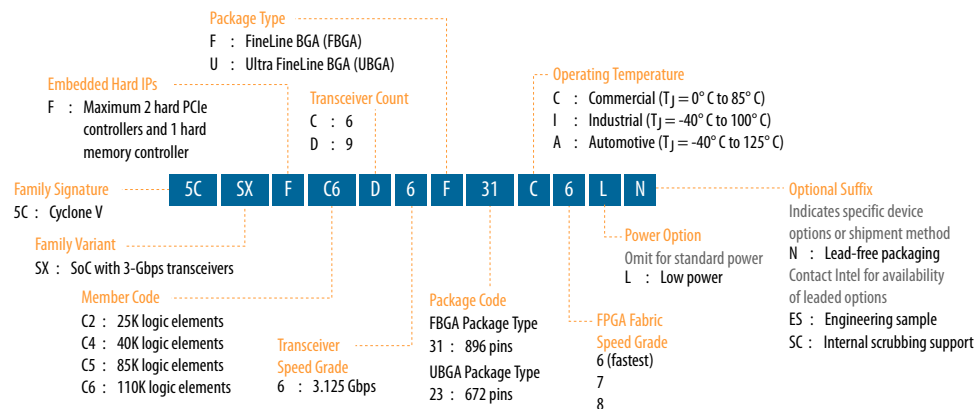 Package Type
F : FineLine BGA (FBGA)
U : Ultra FineLine BGA (UBGA)
Embedded Hard IPs
F : Maximum 2 hard PCIe
controllers and 1 hard
memory controller
Transceiver Count
C : 6
D : 9
Operating Temperature
C : Commercial (TJ = 0° C to 85° C)
I : Industrial (TJ = -40° C to 100° C)
A : Automotive (TJ = -40° C to 125° C)
5C SX F C6 D 6 F 31 C 6 L N
Family Signature
5C : Cyclone V
Family Variant
SX : SoC with 3-Gbps transceivers
Member Code
C2 : 25K logic elements
C4 : 40K logic elements
C5 : 85K logic elements
C6 : 110K logic elements
Transceiver
Speed Grade
6 : 3.125 Gbps
Package Code
FBGA Package Type
31 : 896 pins
UBGA Package Type
23 : 672 pins
FPGA Fabric
Speed Grade
6 (fastest)
7
8
Power Option
Omit for standard power
L : Low power
Optional Suffix
Indicates specific device
options or shipment method
N : Lead-free packaging
Contact Intel for availability
of leaded options
ES : Engineering sample
SC : Internal scrubbing support